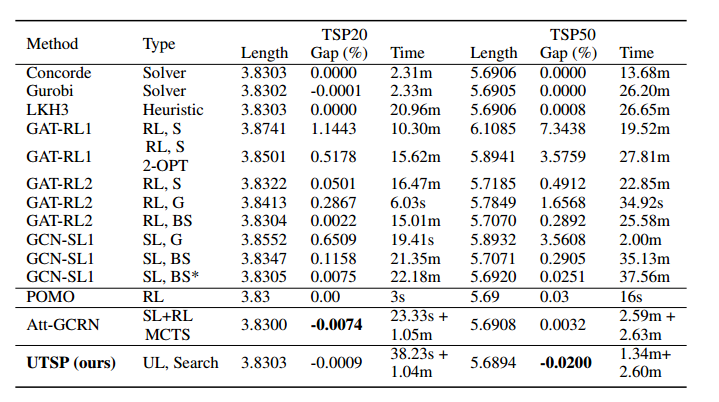 Method Type TSP20 TSP50
Length Gap (%) Time Length Gap (%) Time
Concorde Solver 3.8303 0.0000 2.31m 5.6906 0.0000 13.68m
Gurobi Solver 3.8302 -0.0001 2.33m 5.6905 0.0000 26.20m
LKH3 Heuristic 3.8303 0.0000 20.96m 5.6906 0.0008 26.65m
GAT-RL1 RL, S 3.8741 1.1443 10.30m 6.1085 7.3438 19.52m
GAT-RL1 RL, S 2-OPT 3.8501 0.5178 15.62m 5.8941 3.5759 27.81m
GAT-RL2 RL, S 3.8322 0.0501 16.47m 5.7185 0.4912 22.85m
GAT-RL2 RL, G 3.8413 0.2867 6.03s 5.7849 1.6568 34.92s
GAT-RL2 RL, BS 3.8304 0.0022 15.01m 5.7070 0.2892 25.58m
GCN-SL1 SL, G 3.8552 0.6509 19.41s 5.8932 3.5608 2.00m
GCN-SL1 SL, BS 3.8347 0.1158 21.35m 5.7071 0.2905 35.13m
GCN-SL1 SL, BS* 3.8305 0.0075 22.18m 5.6920 0.0251 37.56m
POMO RL 3.83 0.00 3s 5.69 0.03 16s
Att-GCRN SL+RL MCTS 3.8300 -0.0074 23.33s + 1.05m 5.6908 0.0032 2.59m + 2.63m
UTSP (ours) UL, Search 3.8303 -0.0009 38.23s + 1.04m 5.6894 -0.0200 1.34m+ 2.60m